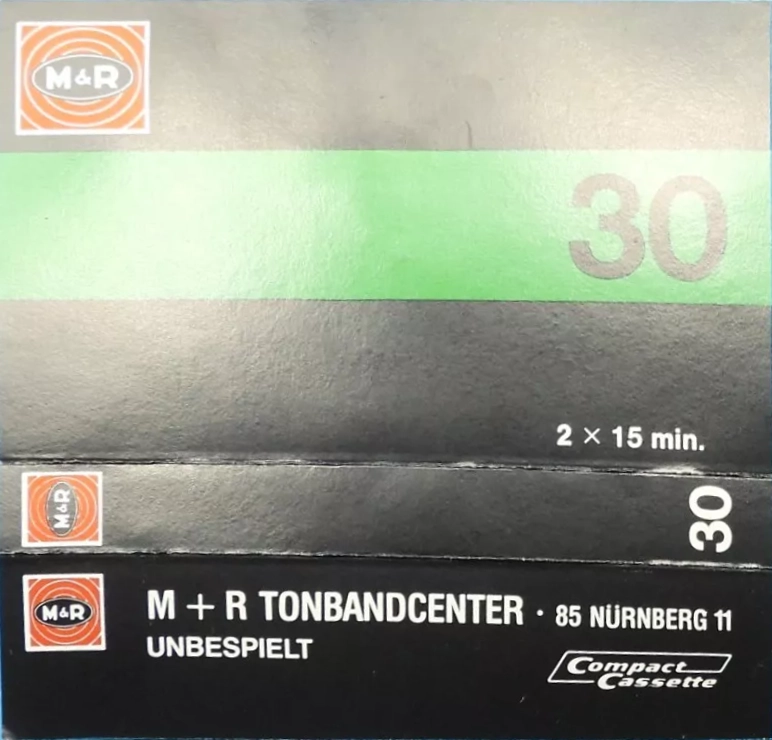 M&R
30
2 × 15 min.
M&R
30
M&R
M + R TONBANDCENTER · 85 NÜRNBERG 11
UNBESPIELT
Compact
Cassette